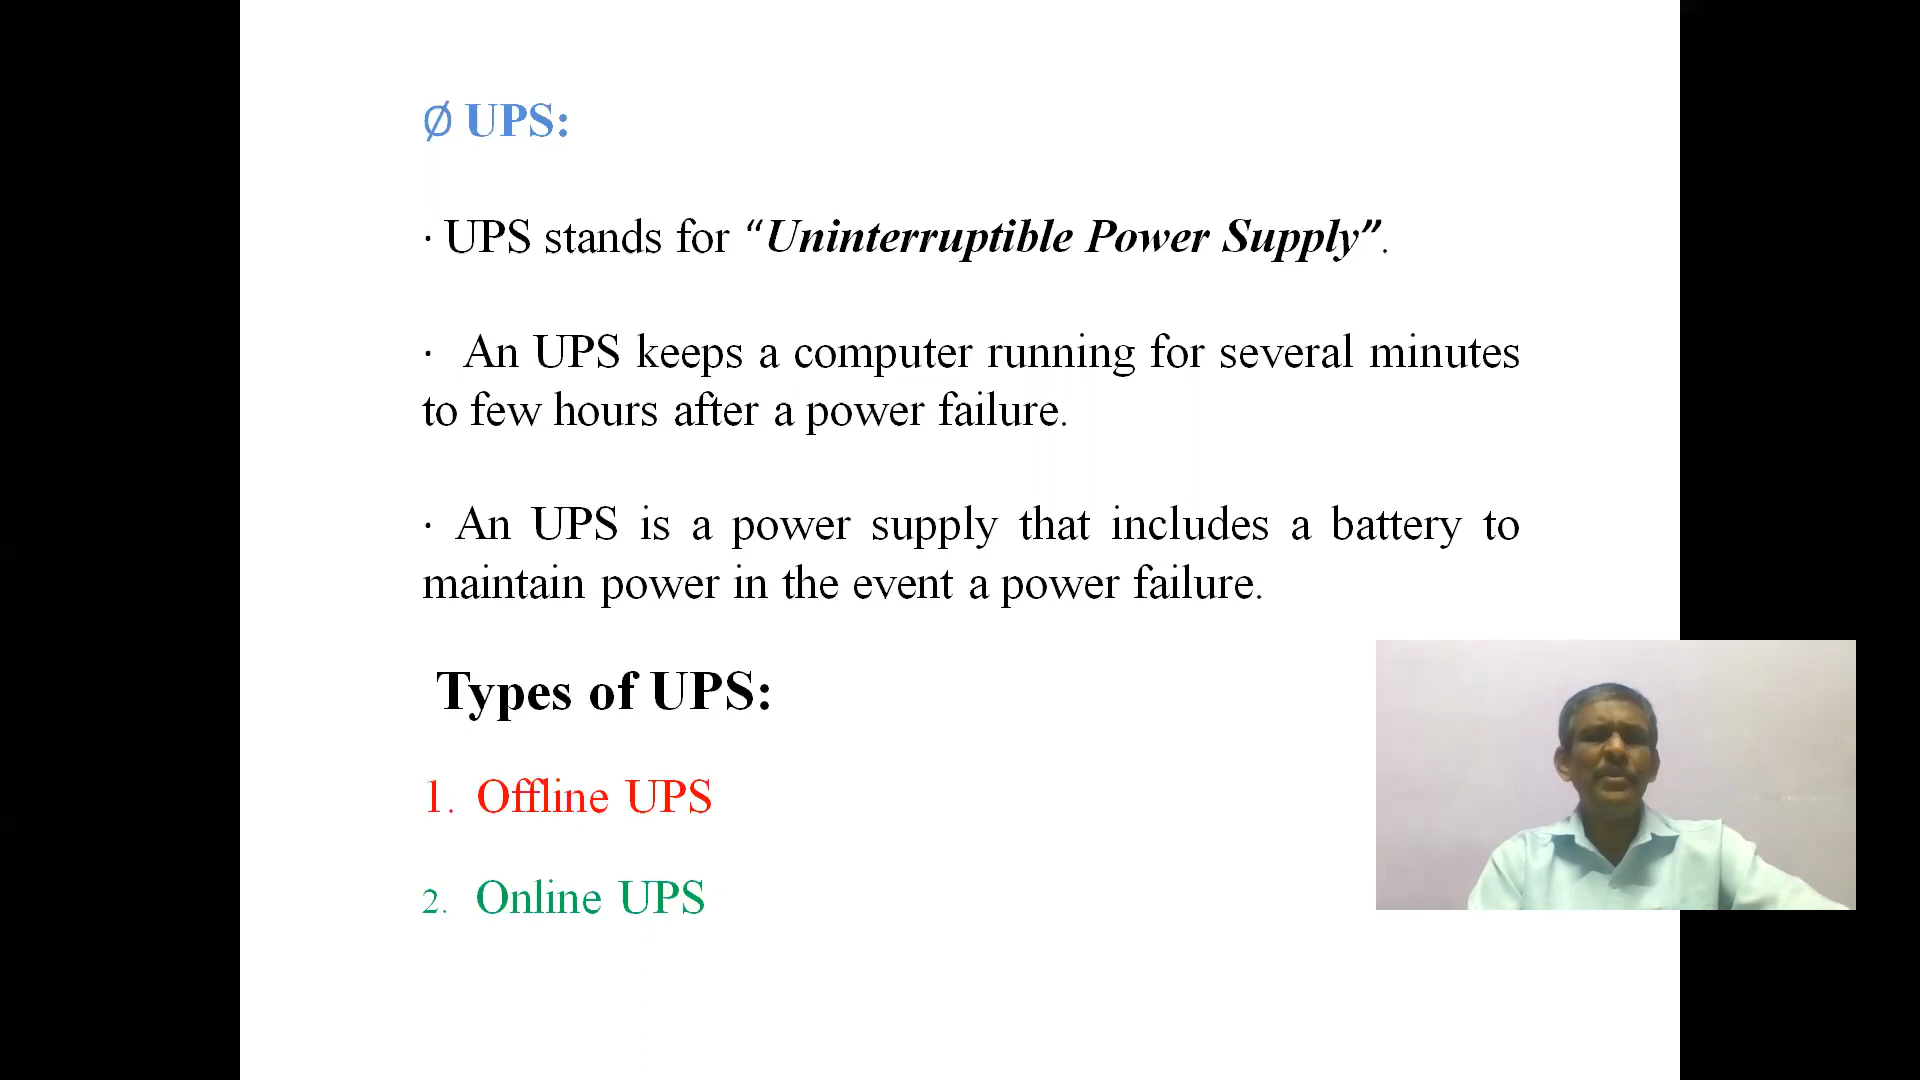 Ø UPS:
· UPS stands for “Uninterruptible Power Supply”.
· An UPS keeps a computer running for several minutes
to few hours after a power failure.
· An UPS is a power supply that includes a battery to
maintain power in the event a power failure.
Types of UPS:
1. Offline UPS
2. Online UPS